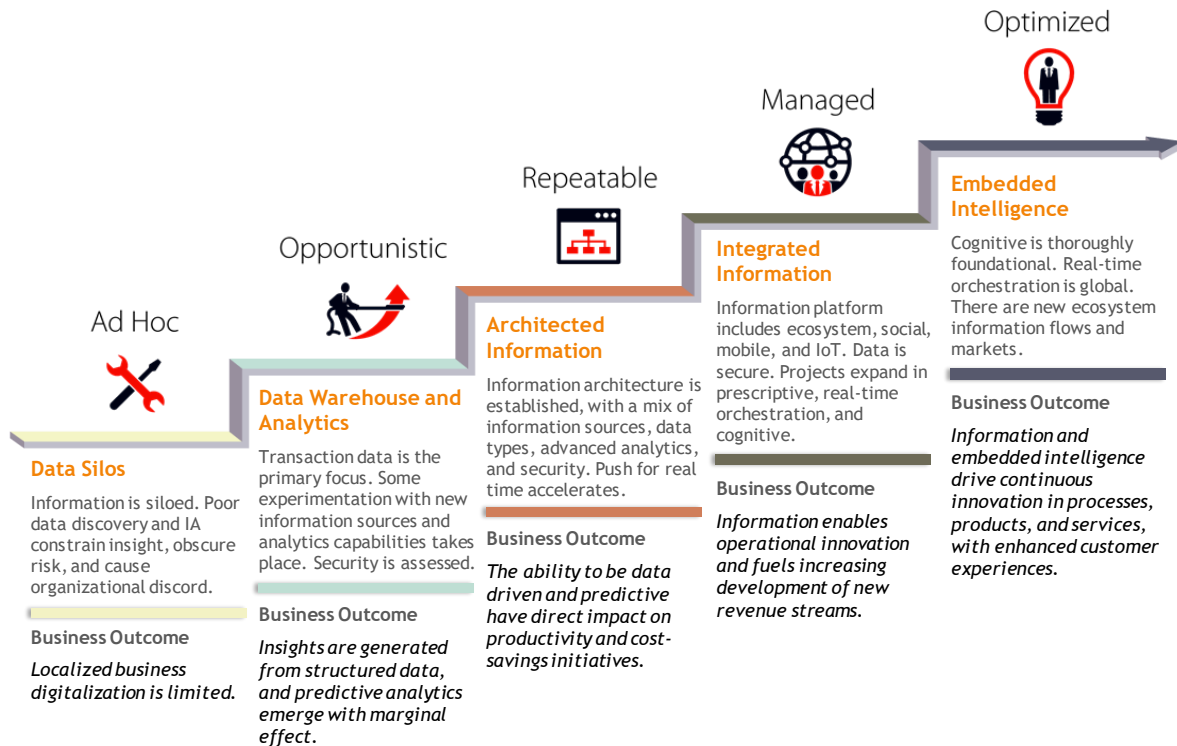 Ad Hoc
Data Silos
Information is siloed. Poor
data discovery and IA
constrain insight, obscure
risk, and cause
organizational discord.
Business Outcome
Localized business
digitalization is limited.
Opportunistic
Data Warehouse and
Analytics
Transaction data is the
primary focus. Some
experimentation with new
information sources and
analytics capabilities takes
place. Security is assessed.
Business Outcome
Insights are generated
from structured data,
and predictive analytics
emerge with marginal
effect.
Repeatable
Architected
Information
Information architecture is
established, with a mix of
information sources, data
types, advanced analytics,
and security. Push for real
time accelerates.
Business Outcome
The ability to be data
driven and predictive
have direct impact on
productivity and cost-
savings initiatives.
Managed
Integrated
Information
Information platform
includes ecosystem, social,
mobile, and IoT. Data is
secure. Projects expand in
prescriptive, real-time
orchestration, and
cognitive.
Business Outcome
Information enables
operational innovation
and fuels increasing
development of new
revenue streams.
Optimized
Embedded
Intelligence
Cognitive is thoroughly
foundational. Real-time
orchestration is global.
There are new ecosystem
information flows and
markets.
Business Outcome
Information and
embedded intelligence
drive continuous
innovation in processes,
products, and services,
with enhanced customer
experiences.